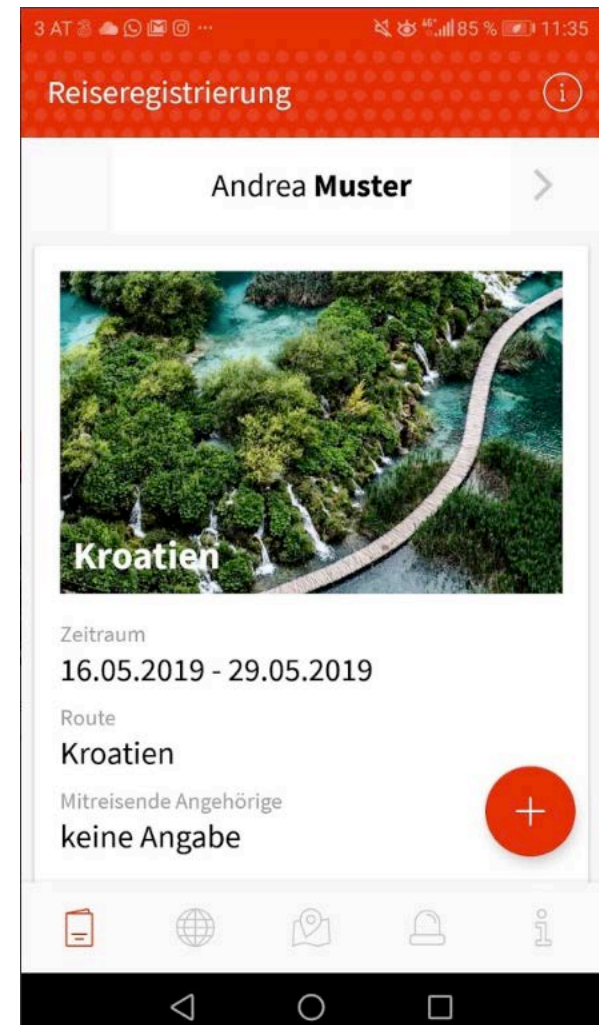 3 AT 85 % 11:35
Reiseregistrierung
Andrea Muster
Kroatien
Zeitraum
16.05.2019 - 29.05.2019
Route
Kroatien
Mitreisende Angehörige
keine Angabe